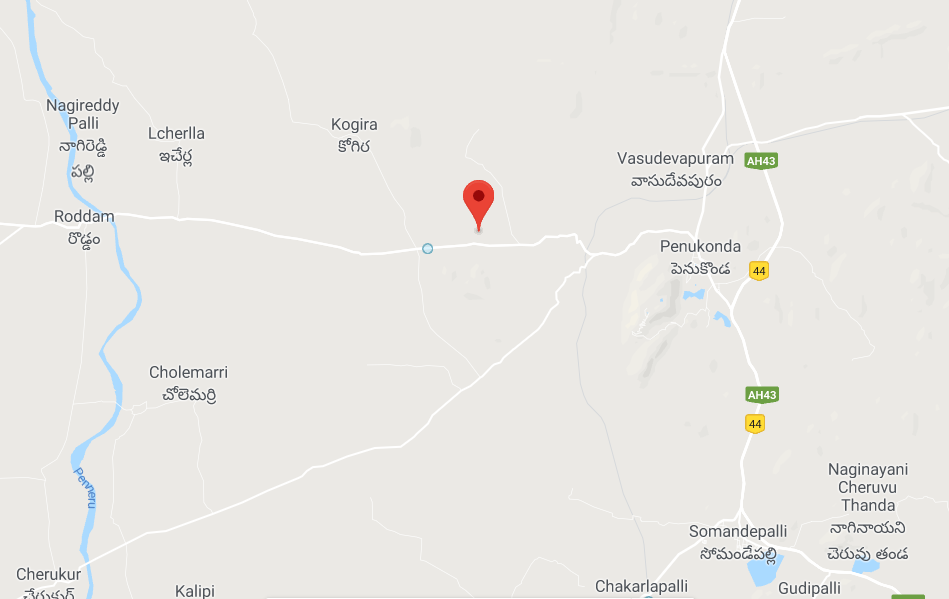 Nagireddy
Palli
నాగిరెడ్డి
పల్లి
Lcherlla
ఇచేర్ల
Kogira
కోగిర
Vasudevapuram
వాసుదేవపురం
AH43
Roddam
రొడ్డం
Penukonda
పెనుకొండ
44
Cholemarri
చోలెమర్రి
AH43
44
Penneru
Naginayani
Cheruvu
Thanda
నాగినాయని
చెరువు తండ
Somandepalli
సోమండేపల్లి
Cherukur
చేరుకుర్
Kalipi
Chakarlapalli
Gudipalli